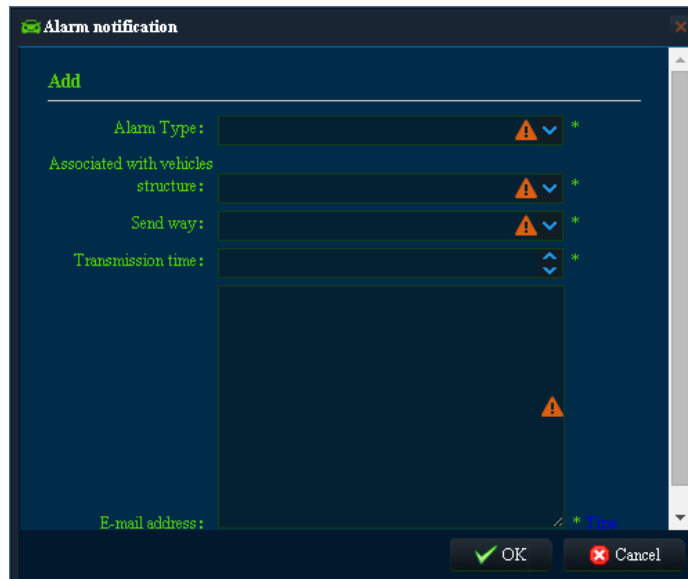 Alarm notification
Add
Alarm Type: *
Associated with vehicles
structure: *
Send way: *
Transmission time: *
E-mail address: *
OK Cancel